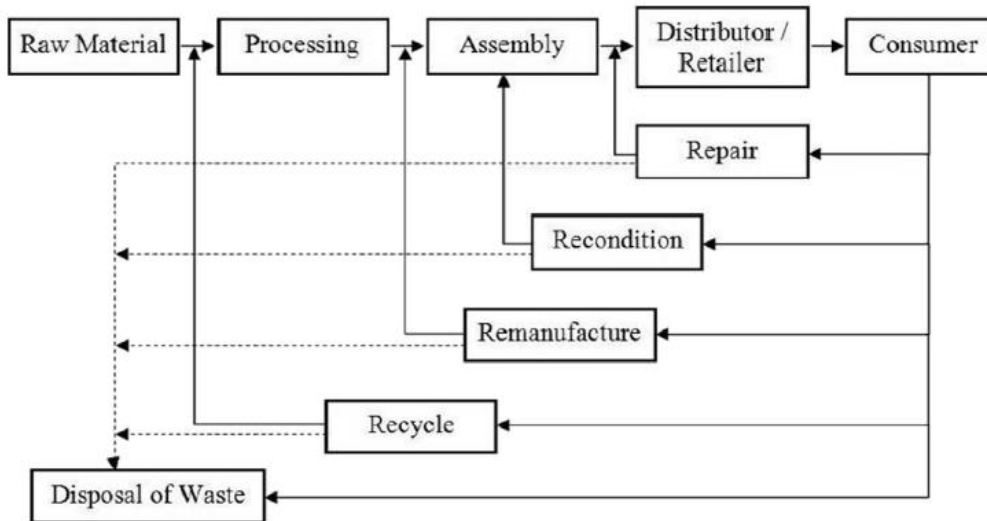 Raw Material
Processing
Assembly
Distributor /
Retailer
Consumer
Repair
Recondition
Remanufacture
Recycle
Disposal of Waste